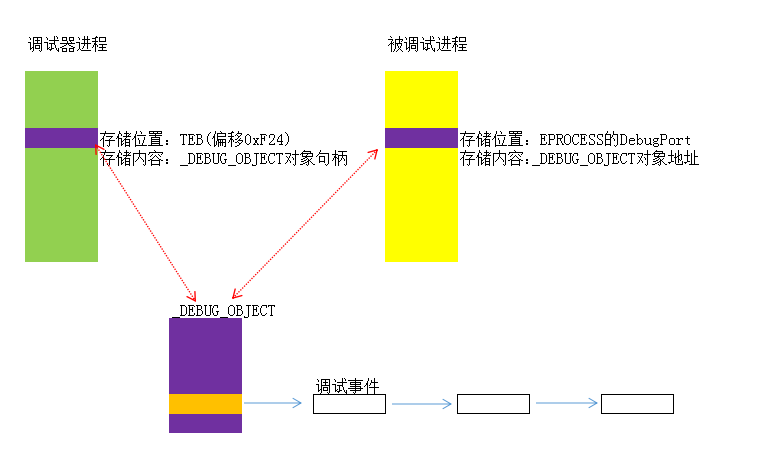 调试器进程
被调试进程
存储位置：TEB(偏移0xF24)
存储内容：_DEBUG_OBJECT对象句柄
存储位置：EPROCESS的DebugPort
存储内容：_DEBUG_OBJECT对象地址
_DEBUG_OBJECT
调试事件